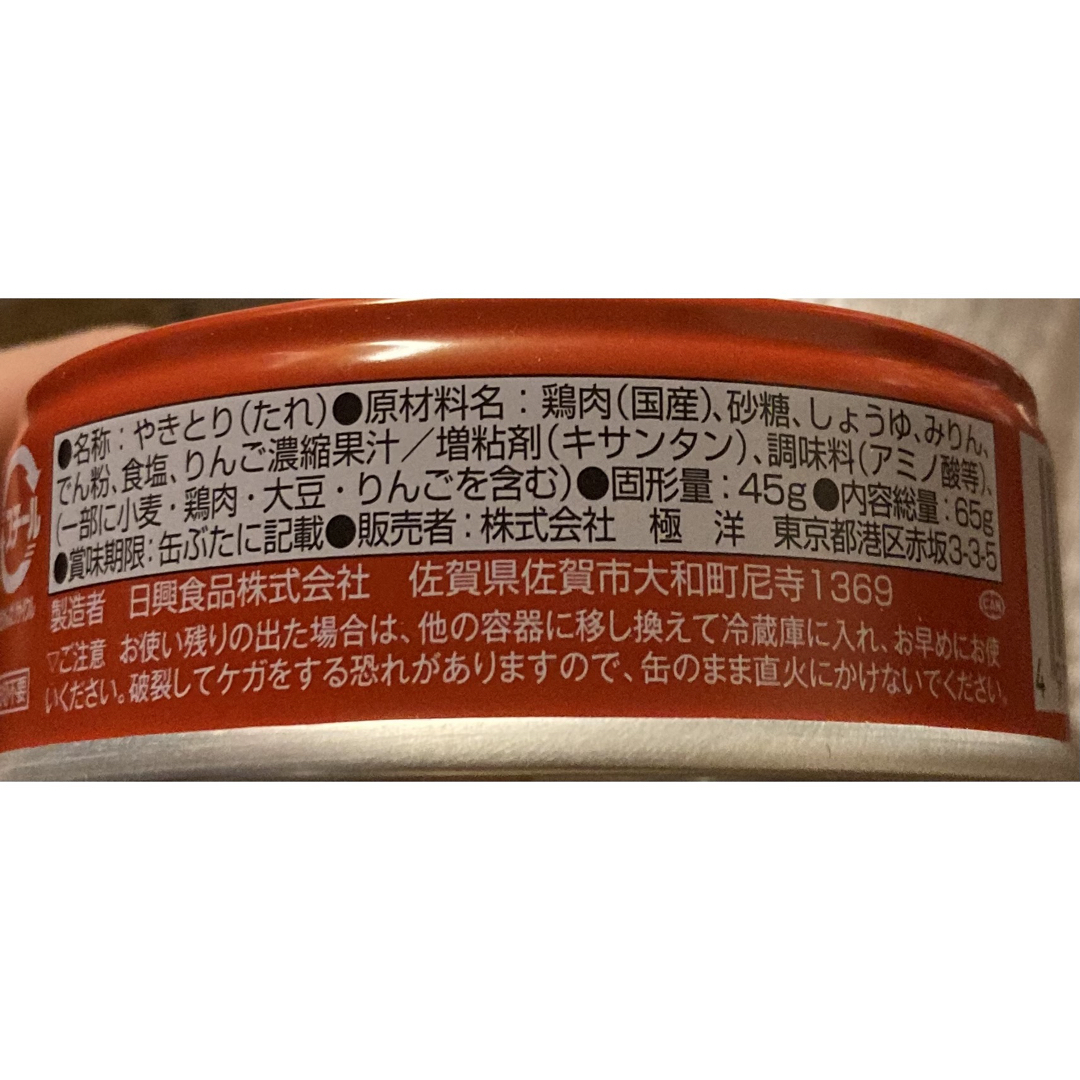 ●名称:やきとり(たれ)●原材料名:鶏肉(国産)、砂糖、しょうゆ、みりん、
でん粉、食塩、りんご濃縮果汁/増粘剤(キサンタン)、調味料(アミノ酸等)、
(一部に小麦・鶏肉・大豆・りんごを含む)●固形量:45g●内容総量:65g
●賞味期限:缶ぶたに記載●販売者:株式会社 極 洋 東京都港区赤坂3-3-5
製造者 日興食品株式会社 佐賀県佐賀市大和町尼寺1369
CAN
▽ご注意 お使い残りの出た場合は、他の容器に移し換えて冷蔵庫に入れ、お早めにお使
いください。破裂してケガをする恐れがありますので、缶のまま直火にかけないでください。
チール
4